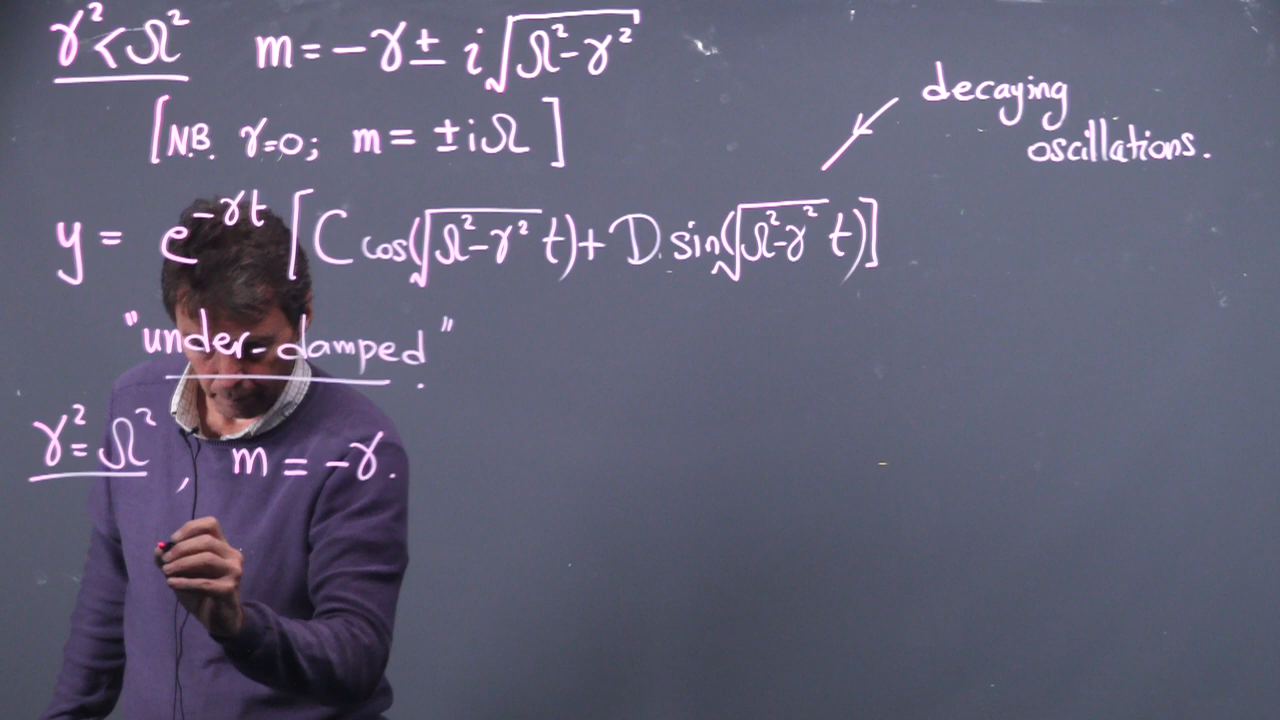 γ² < Ω² m = -γ ± i√(Ω²-γ²)
[N.B. γ=0; m = ±iΩ]
decaying
oscillations.
y = e^(-γt) [C cos(√(Ω²-γ²) t) + D sin(√(Ω²-γ²) t)]
"under-damped".
γ² = Ω², m = -γ.